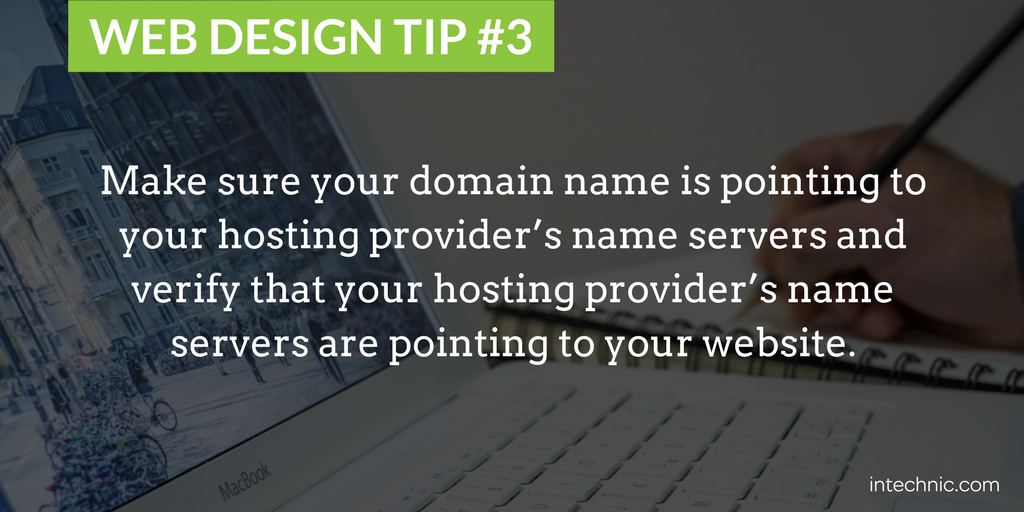 WEB DESIGN TIP #3
Make sure your domain name is pointing to
your hosting provider’s name servers and
verify that your hosting provider’s name
servers are pointing to your website.
MacBook
intechnic.com